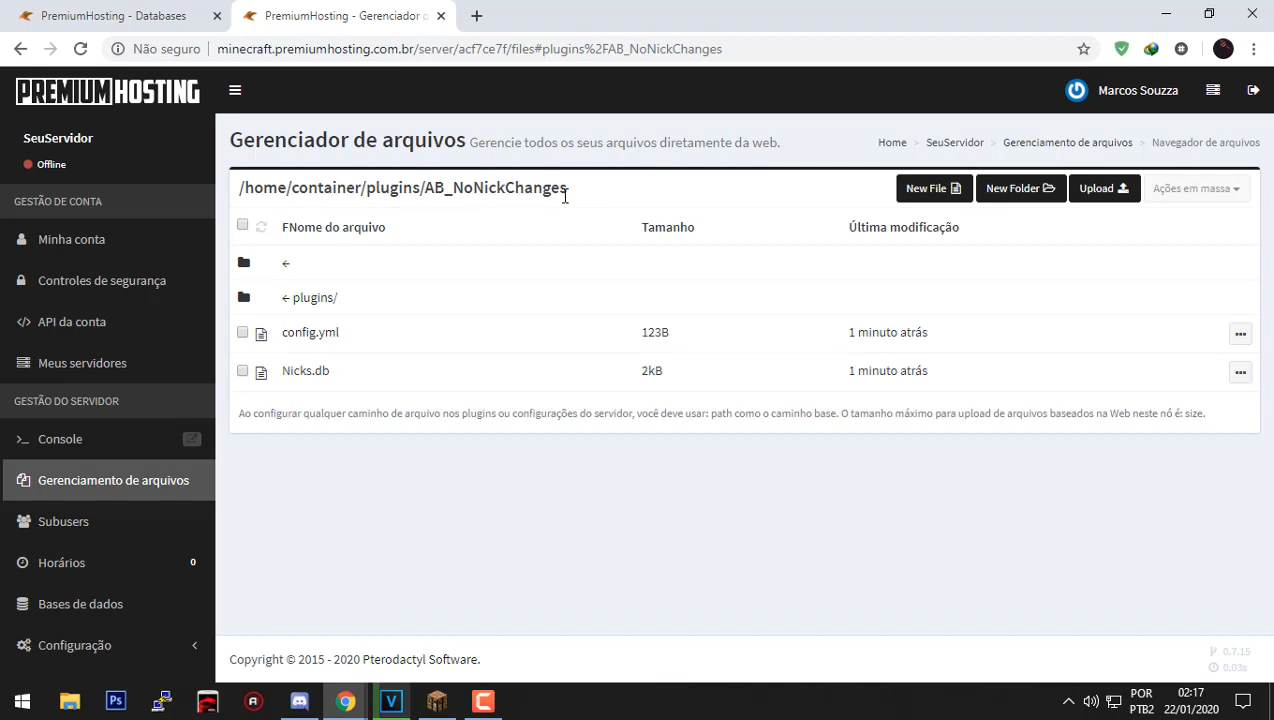 PremiumHosting - Databases
PremiumHosting - Gerenciador
Não seguro
minecraft.premiumhosting.com.br/server/acf7ce7f/files#plugins%2FAB_NoNickChanges
PREMIUMHOSTING
Marcos Souza
SeuServidor
Offline
GESTÃO DE CONTA
Minha conta
Controles de segurança
API da conta
Meus servidores
GESTÃO DO SERVIDOR
Console
Gerenciamento de arquivos
Subusers
Horários 0
Bases de dados
Configuração
Gerenciador de arquivos Gerencie todos os seus arquivos diretamente da web.
Home > SeuServidor > Gerenciamento de arquivos > Navegador de arquivos
/home/container/plugins/AB_NoNickChanges
New File
New Folder
Upload
Ações em massa
FNome do arquivo Tamanho Última modificação
←
← plugins/
config.yml 123B 1 minuto atrás
Nicks.db 2kB 1 minuto atrás
Ao configurar qualquer caminho de arquivo nos plugins ou configurações do servidor, você deve usar: path como o caminho base. O tamanho máximo para upload de arquivos baseados na Web neste nó é: size.
Copyright © 2015 - 2020 Pterodactyl Software.
0.7.15
0.03s
Ps
V
POR
PTB2
02:17
22/01/2020